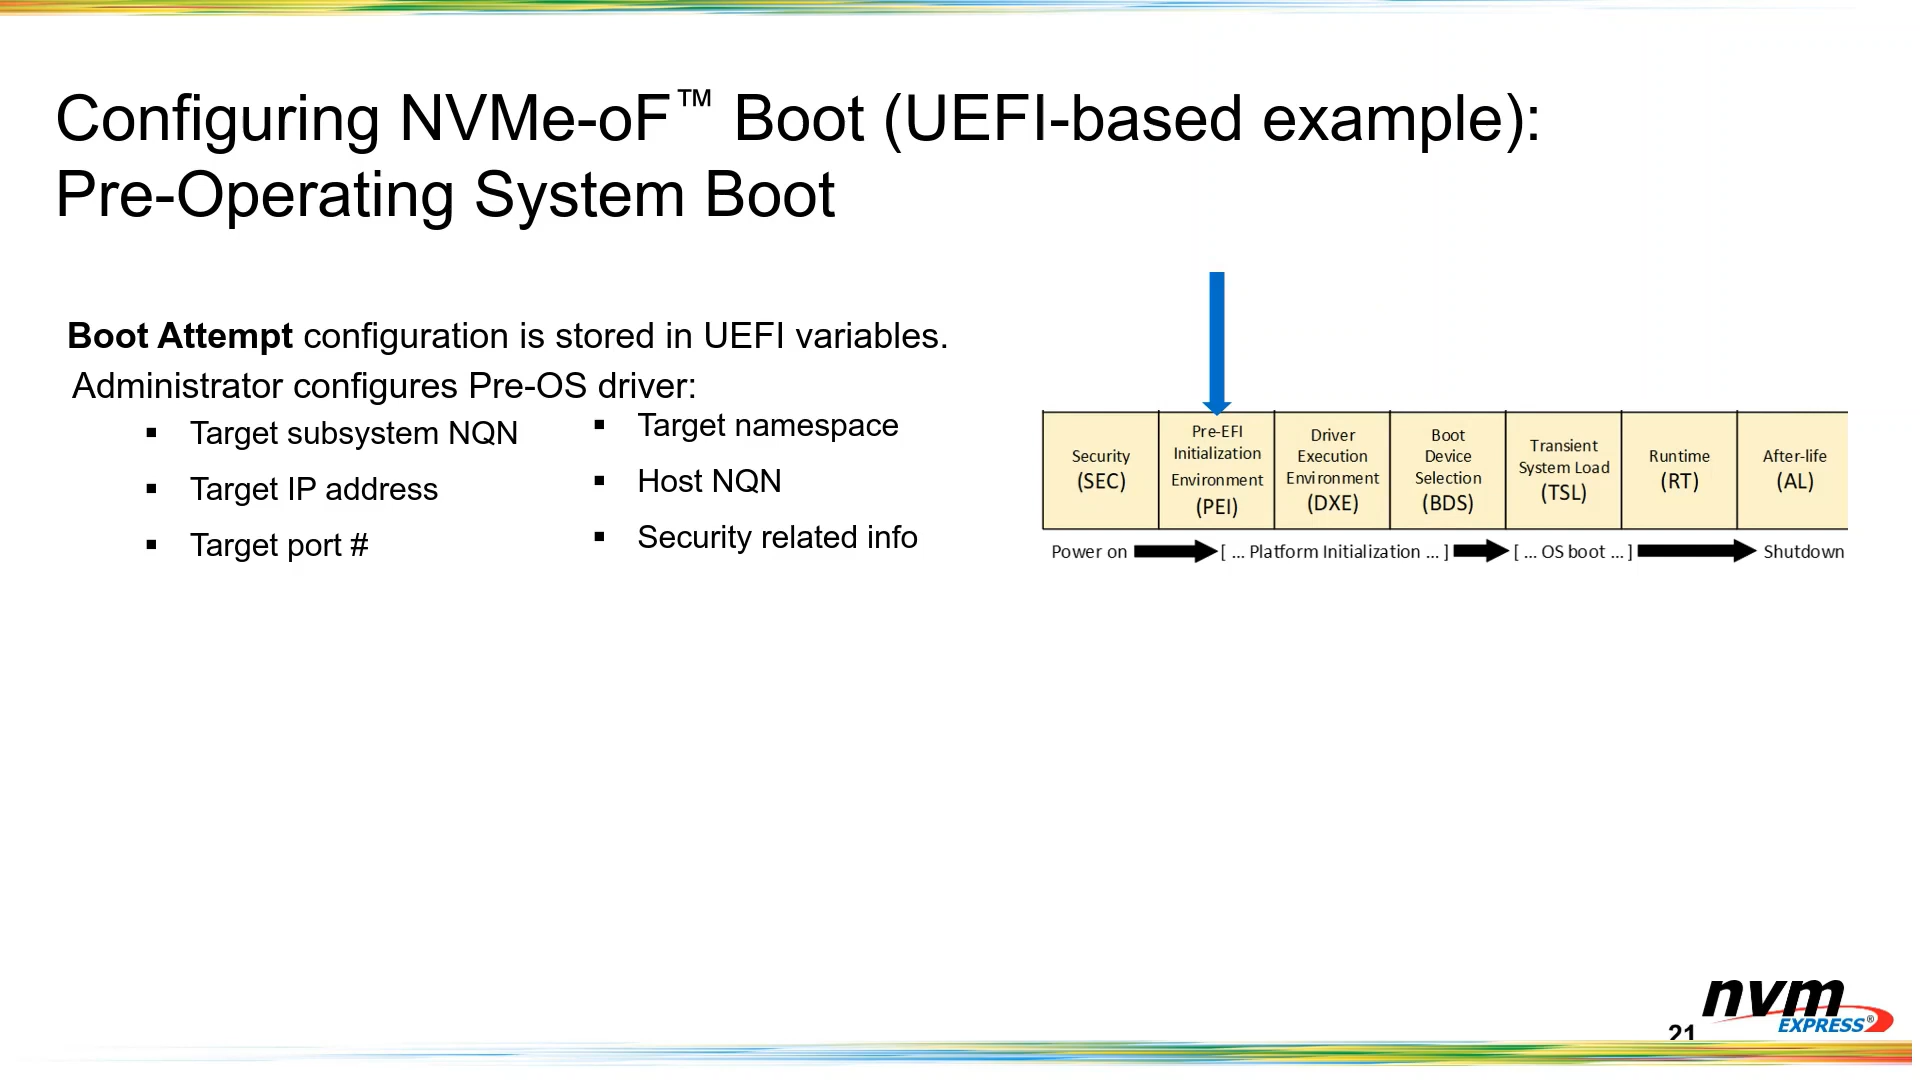 Configuring NVMe-oF™ Boot (UEFI-based example):
Pre-Operating System Boot
Boot Attempt configuration is stored in UEFI variables.
Administrator configures Pre-OS driver:
▪ Target subsystem NQN
▪ Target IP address
▪ Target port #
▪ Target namespace
▪ Host NQN
▪ Security related info
Security
(SEC)
Pre-EFI
Initialization
Environment
(PEI)
Driver
Execution
Environment
(DXE)
Boot
Device
Selection
(BDS)
Transient
System Load
(TSL)
Runtime
(RT)
After-life
(AL)
Power on [ ... Platform Initialization ... ] [ ... OS boot ... ] Shutdown
nvm
EXPRESS®
21